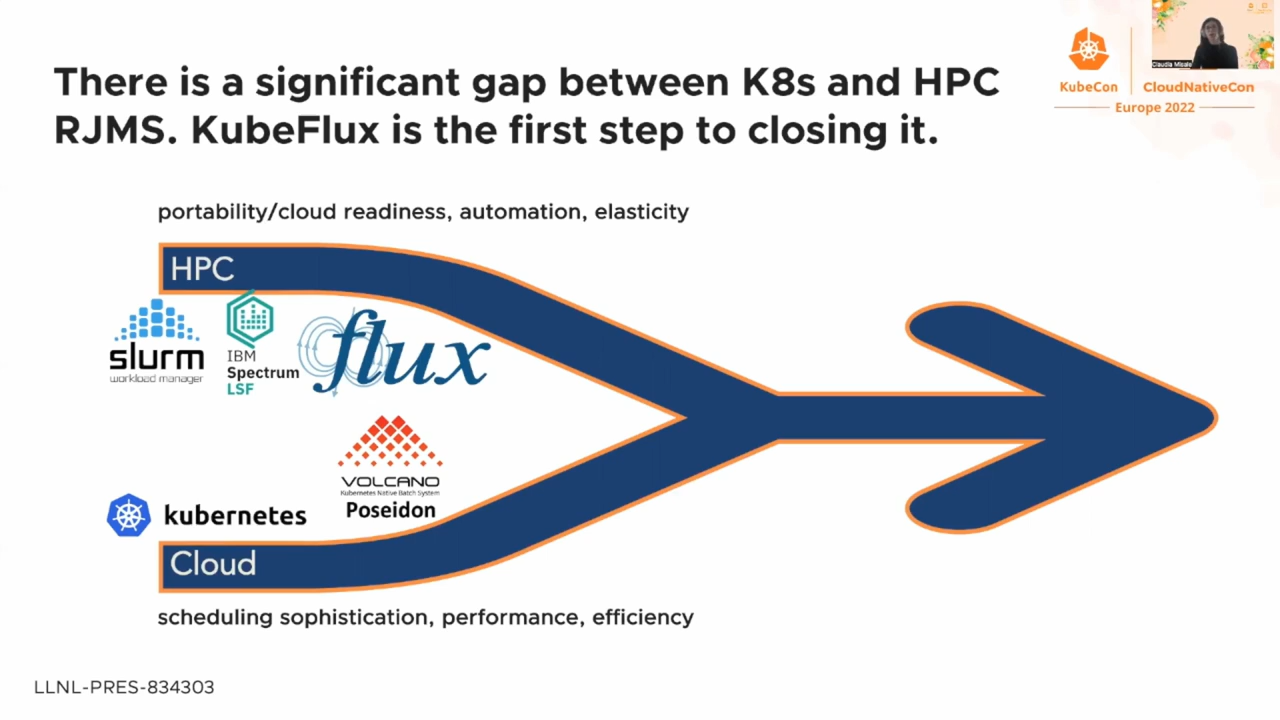 There is a significant gap between K8s and HPC
RJMS. KubeFlux is the first step to closing it.
KubeCon
CloudNativeCon
Europe 2022
Claudia Misale
portability/cloud readiness, automation, elasticity
HPC
slurm
workload manager
IBM
Spectrum
LSF
flux
VOLCANO
Kubernetes Native Batch System
Poseidon
kubernetes
Cloud
scheduling sophistication, performance, efficiency
LLNL-PRES-834303